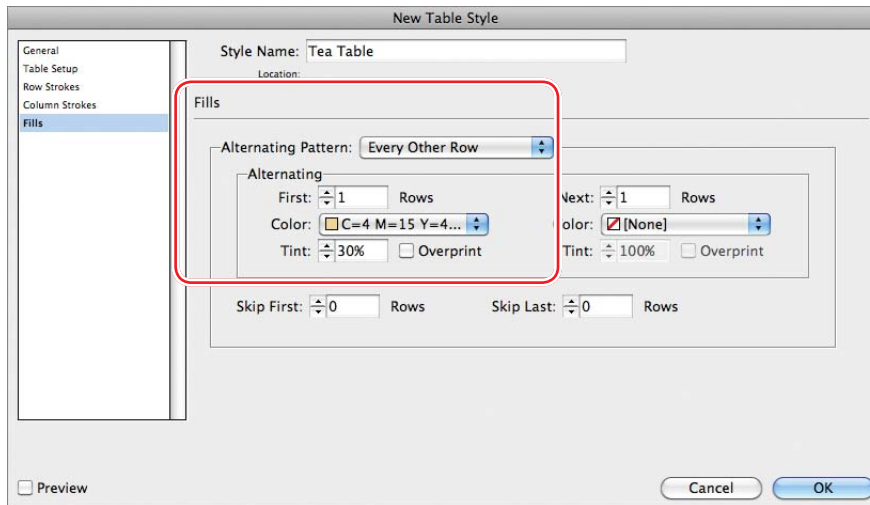 New Table Style
General
Table Setup
Row Strokes
Column Strokes
Fills
Style Name: Tea Table
Location:
Fills
Alternating Pattern: Every Other Row
Alternating
First: 1 Rows Next: 1 Rows
Color: C=4 M=15 Y=4... Color: [None]
Tint: 30% Overprint Tint: 100% Overprint
Skip First: 0 Rows Skip Last: 0 Rows
Preview
Cancel OK